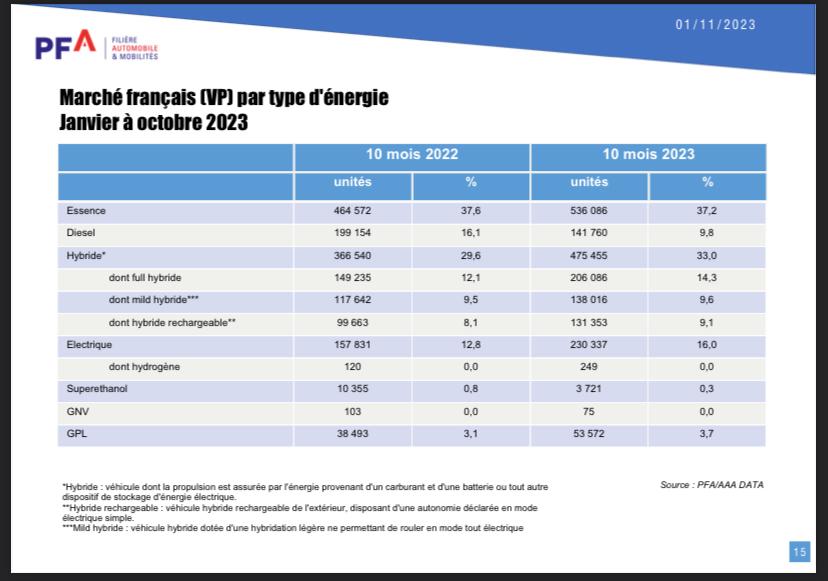 01/11/2023
PFA
FILIÈRE
AUTOMOBILE
& MOBILITÉS
Marché français (VP) par type d'énergie
Janvier à octobre 2023
10 mois 2022 10 mois 2023
unités % unités %
Essence 464 572 37,6 536 086 37,2
Diesel 199 154 16,1 141 760 9,8
Hybride* 366 540 29,6 475 455 33,0
dont full hybride 149 235 12,1 206 086 14,3
dont mild hybride*** 117 642 9,5 138 016 9,6
dont hybride rechargeable** 99 663 8,1 131 353 9,1
Electrique 157 831 12,8 230 337 16,0
dont hydrogène 120 0,0 249 0,0
Superethanol 10 355 0,8 3 721 0,3
GNV 103 0,0 75 0,0
GPL 38 493 3,1 53 572 3,7
*Hybride : véhicule dont la propulsion est assurée par l'énergie provenant d'un carburant et d'une batterie ou tout autre
dispositif de stockage d'énergie électrique.
**Hybride rechargeable : véhicule hybride rechargeable de l'extérieur, disposant d'une autonomie déclarée en mode
électrique simple.
***Mild hybride : véhicule hybride dotée d'une hybridation légère ne permettant de rouler en mode tout électrique
Source : PFA/AAA DATA
15